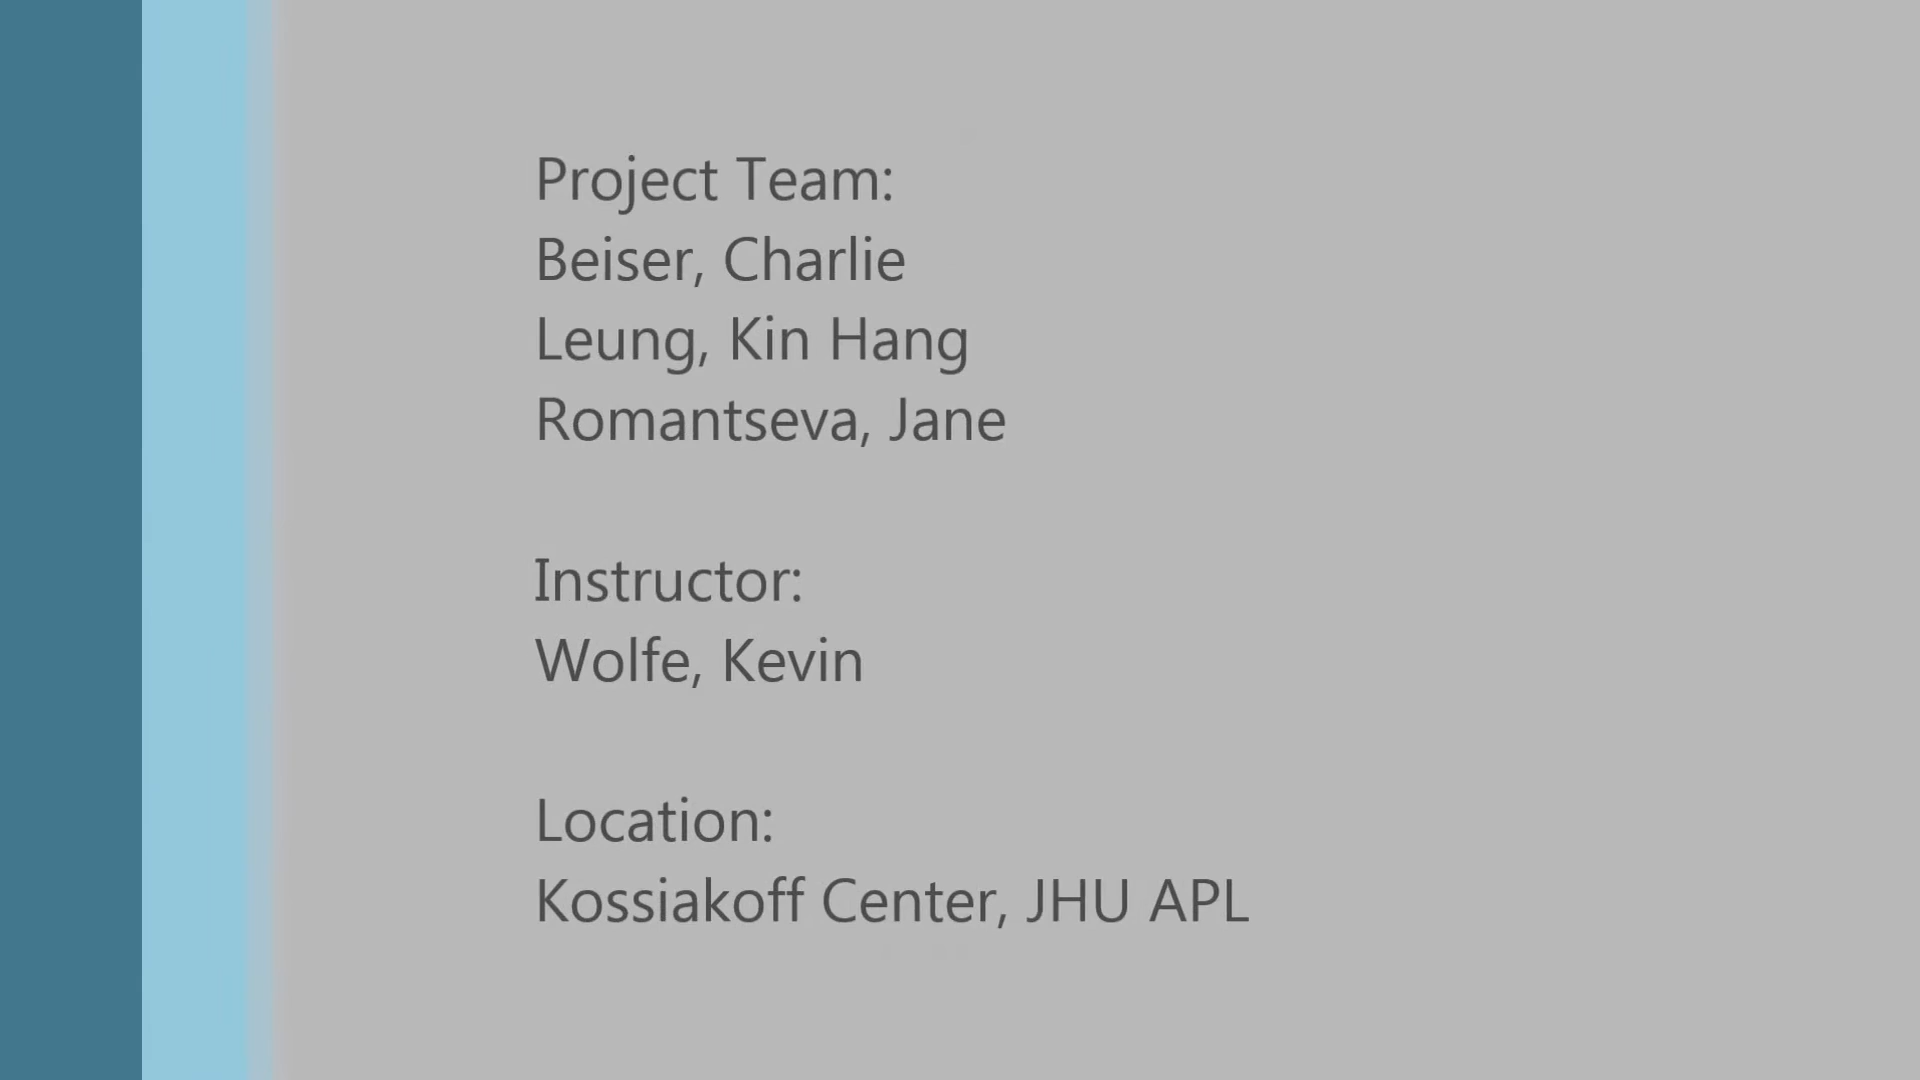 Project Team:
Beiser, Charlie
Leung, Kin Hang
Romantseva, Jane
Instructor:
Wolfe, Kevin
Location:
Kossiakoff Center, JHU APL